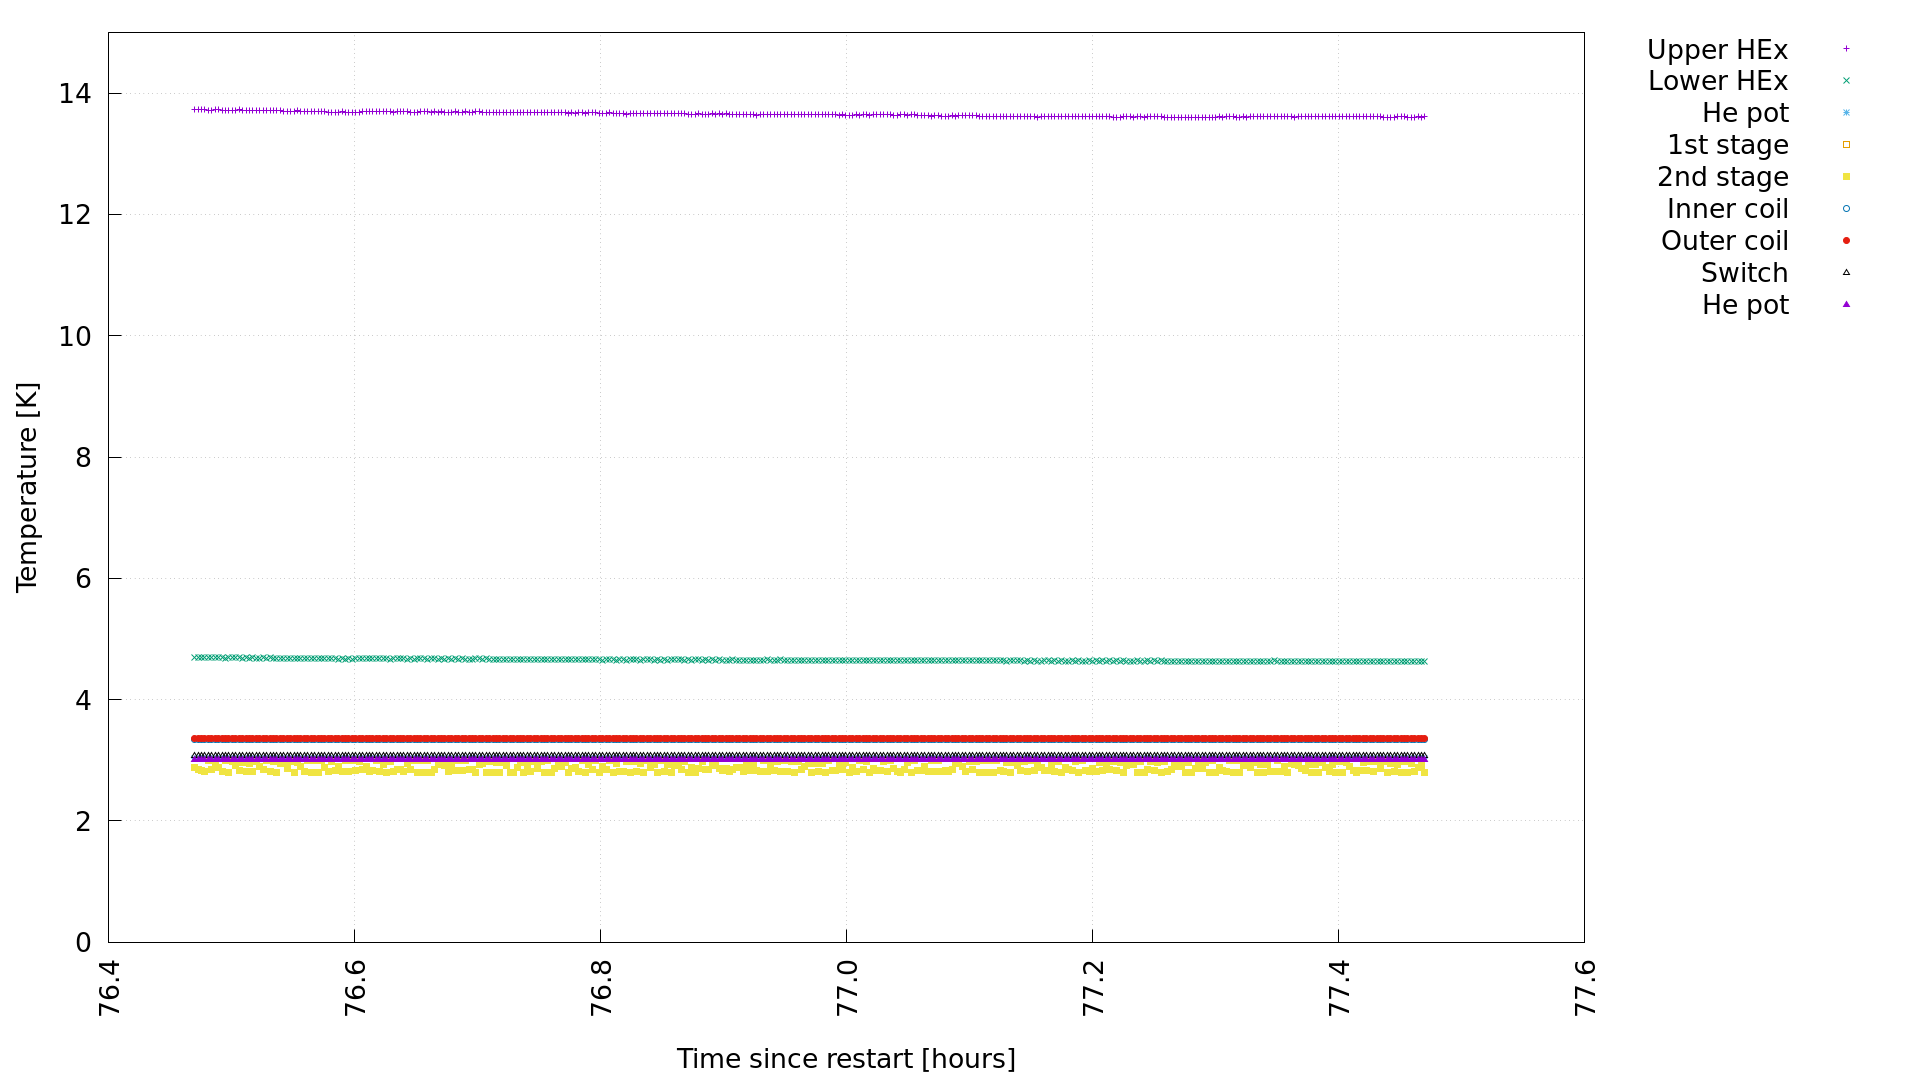 Upper HEx
Lower HEx
He pot
1st stage
2nd stage
Inner coil
Outer coil
Switch
He pot
14
12
10
8
6
4
2
0
Temperature [K]
76.4
76.6
76.8
77.0
77.2
77.4
77.6
Time since restart [hours]